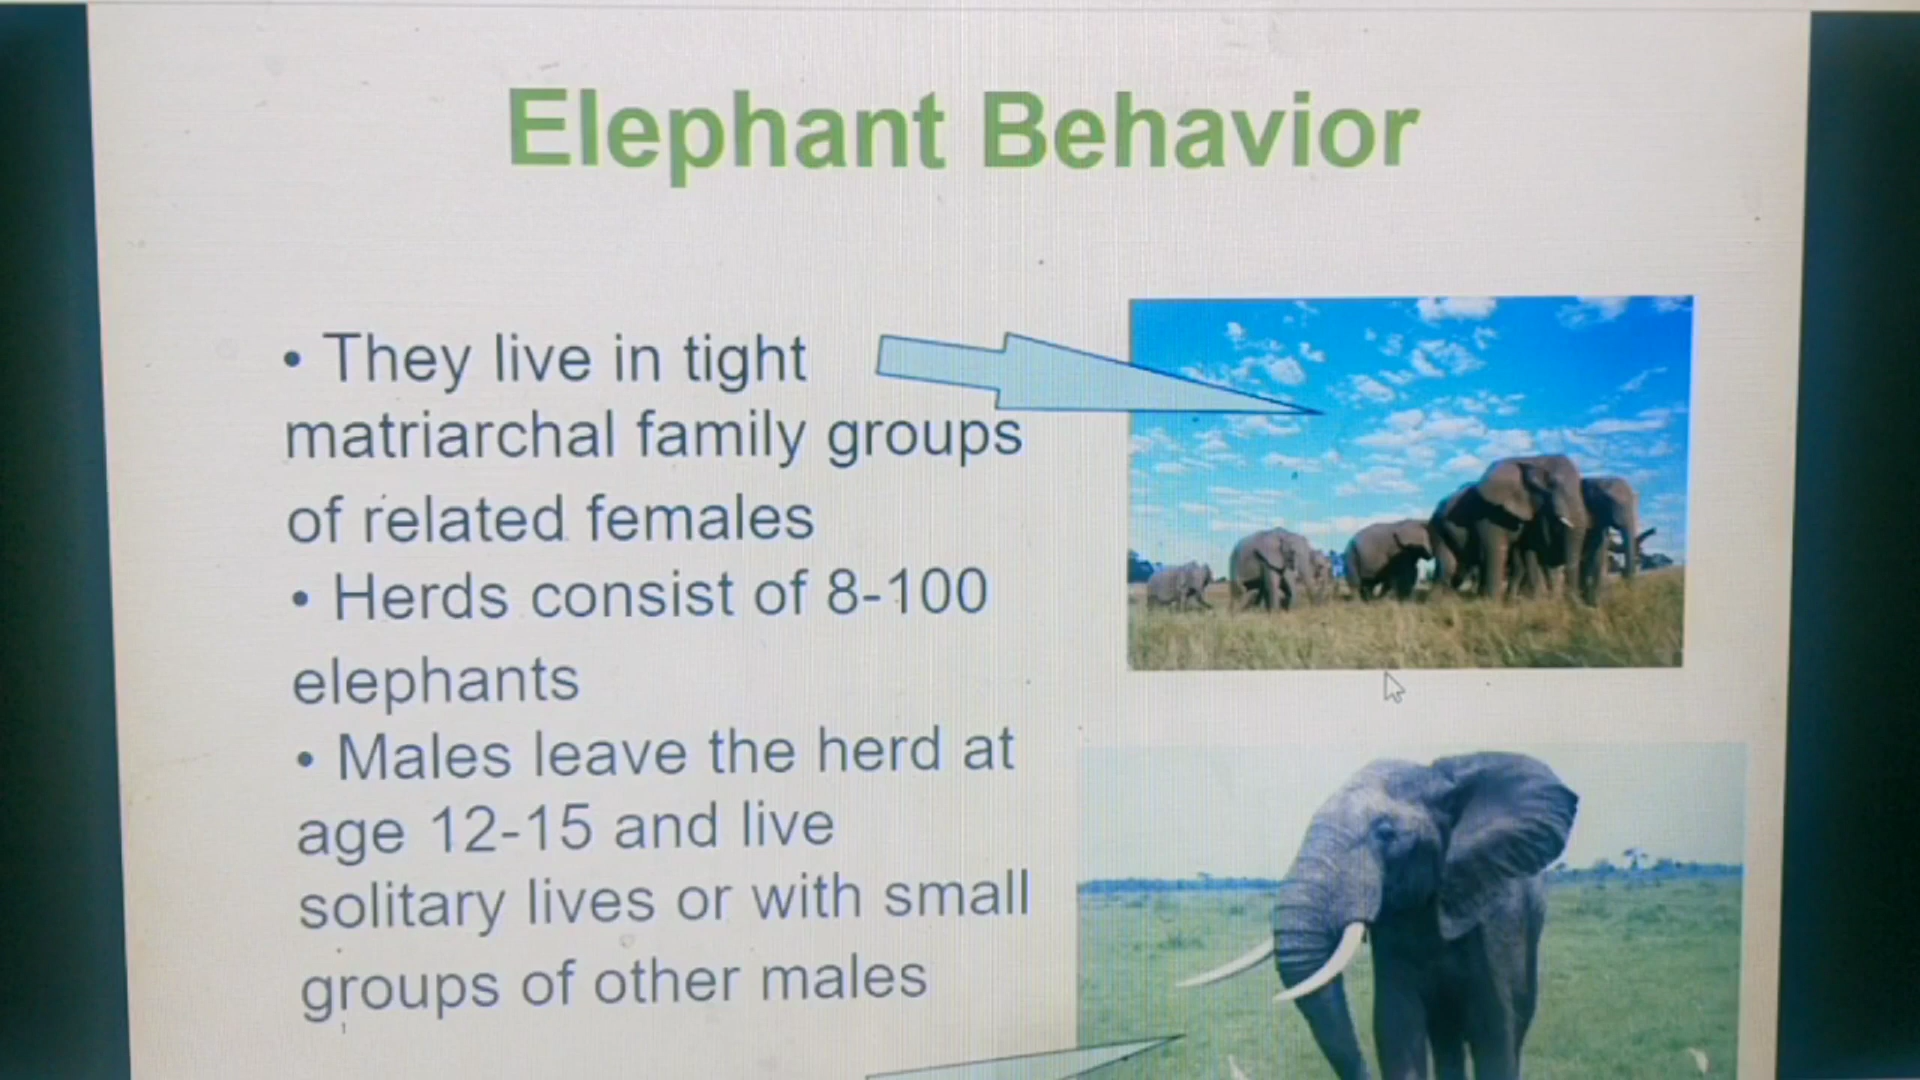 Elephant Behavior
• They live in tight
matriarchal family groups
of related females
• Herds consist of 8-100
elephants
• Males leave the herd at
age 12-15 and live
solitary lives or with small
groups of other males